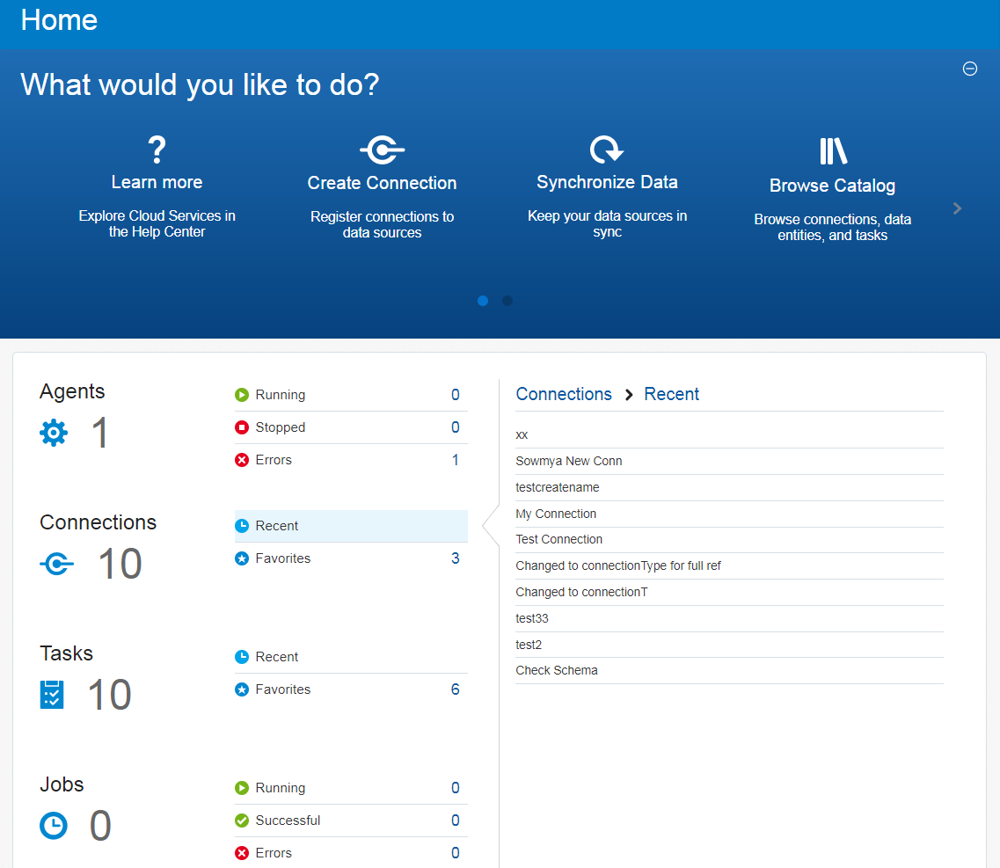 Home
What would you like to do?
?
Learn more
Explore Cloud Services in
the Help Center
Create Connection
Register connections to
data sources
Synchronize Data
Keep your data sources in
sync
Browse Catalog
Browse connections, data
entities, and tasks
Agents
1
Running 0
Stopped 0
Errors 1
Connections
10
Recent
Favorites 3
Tasks
10
Recent
Favorites 6
Jobs
0
Running 0
Successful 0
Errors 0
Connections > Recent
xx
Sowmya New Conn
testcreatename
My Connection
Test Connection
Changed to connectionType for full ref
Changed to connectionT
test33
test2
Check Schema